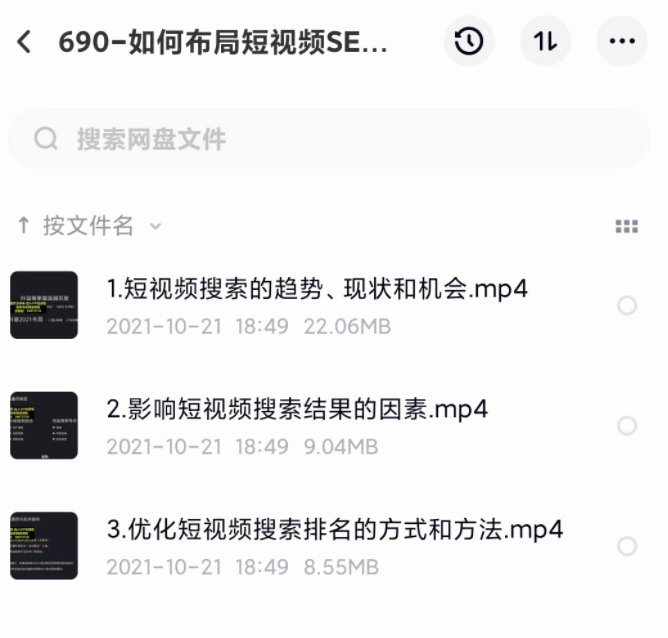 690-如何布局短视频SE...
搜索网盘文件
按文件名
1.短视频搜索的趋势、现状和机会.mp4
2021-10-21 18:49 22.06MB
2.影响短视频搜索结果的因素.mp4
2021-10-21 18:49 9.04MB
3.优化短视频搜索排名的方式和方法.mp4
2021-10-21 18:49 8.55MB